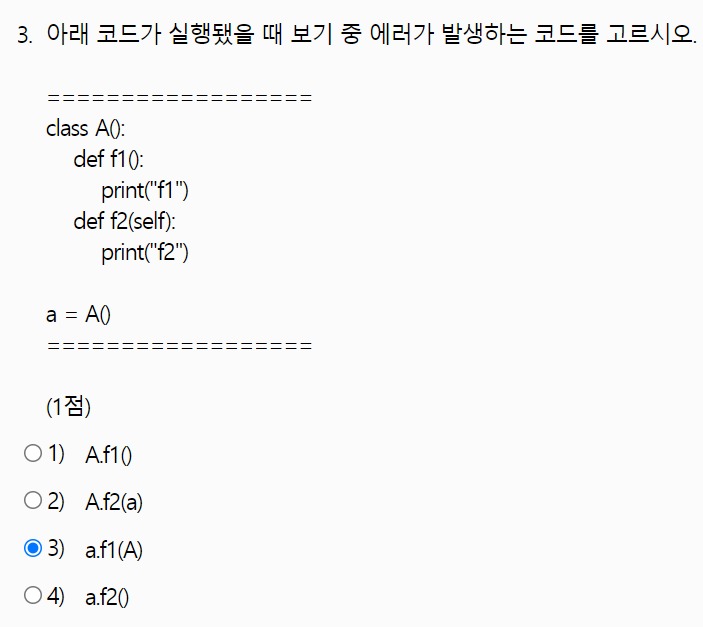 3. 아래 코드가 실행됐을 때 보기 중 에러가 발생하는 코드를 고르시오.
==================
class A():
def f1():
print("f1")
def f2(self):
print("f2")
a = A()
==================
(1점)
1) A.f1()
2) A.f2(a)
3) a.f1(A)
4) a.f2()